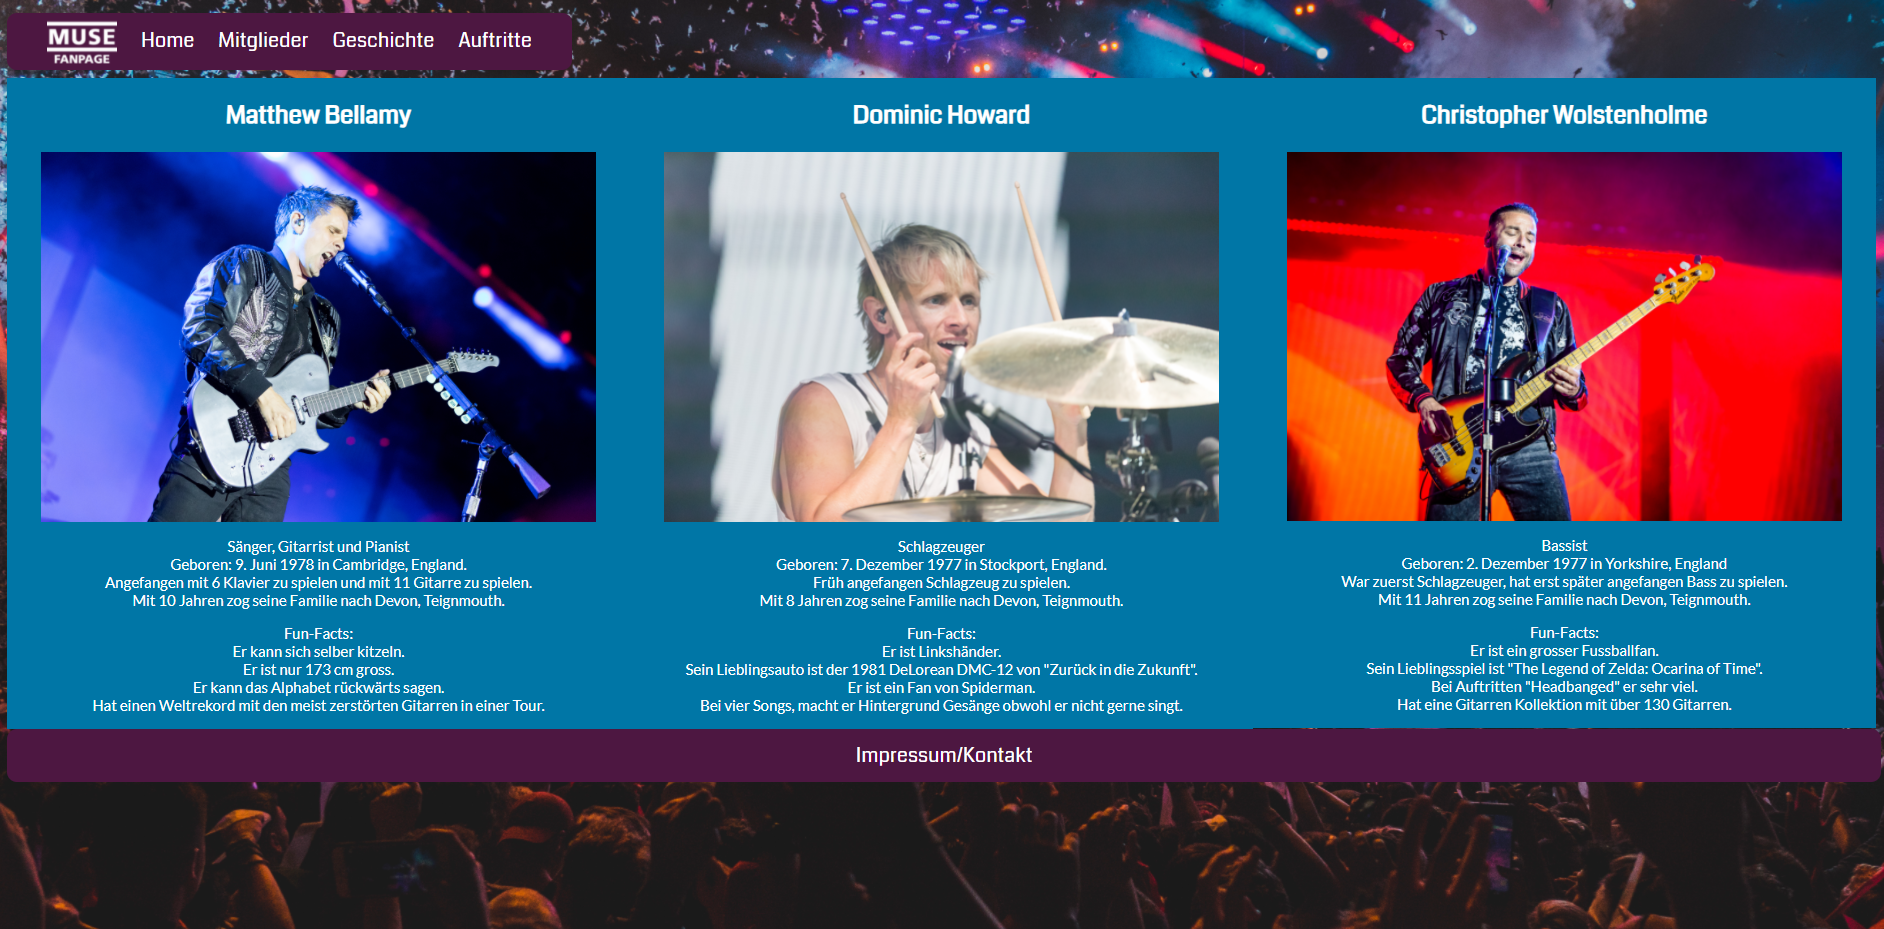 MUSE
FANPAGE
Home Mitglieder Geschichte Auftritte
Matthew Bellamy
Sänger, Gitarrist und Pianist
Geboren: 9. Juni 1978 in Cambridge, England.
Angefangen mit 6 Klavier zu spielen und mit 11 Gitarre zu spielen.
Mit 10 Jahren zog seine Familie nach Devon, Teignmouth.
Fun-Facts:
Er kann sich selber kitzeln.
Er ist nur 173 cm gross.
Er kann das Alphabet rückwärts sagen.
Hat einen Weltrekord mit den meist zerstörten Gitarren in einer Tour.
Dominic Howard
Schlagzeuger
Geboren: 7. Dezember 1977 in Stockport, England.
Früh angefangen Schlagzeug zu spielen.
Mit 8 Jahren zog seine Familie nach Devon, Teignmouth.
Fun-Facts:
Er ist Linkshänder.
Sein Lieblingsauto ist der 1981 DeLorean DMC-12 von "Zurück in die Zukunft".
Er ist ein Fan von Spiderman.
Bei vier Songs, macht er Hintergrund Gesänge obwohl er nicht gerne singt.
Christopher Wolstenholme
Bassist
Geboren: 2. Dezember 1977 in Yorkshire, England
War zuerst Schlagzeuger, hat erst später angefangen Bass zu spielen.
Mit 11 Jahren zog seine Familie nach Devon, Teignmouth.
Fun-Facts:
Er ist ein grosser Fussballfan.
Sein Lieblingsspiel ist "The Legend of Zelda: Ocarina of Time".
Bei Auftritten "Headbanged" er sehr viel.
Hat eine Gitarren Kollektion mit über 130 Gitarren.
Impressum/Kontakt